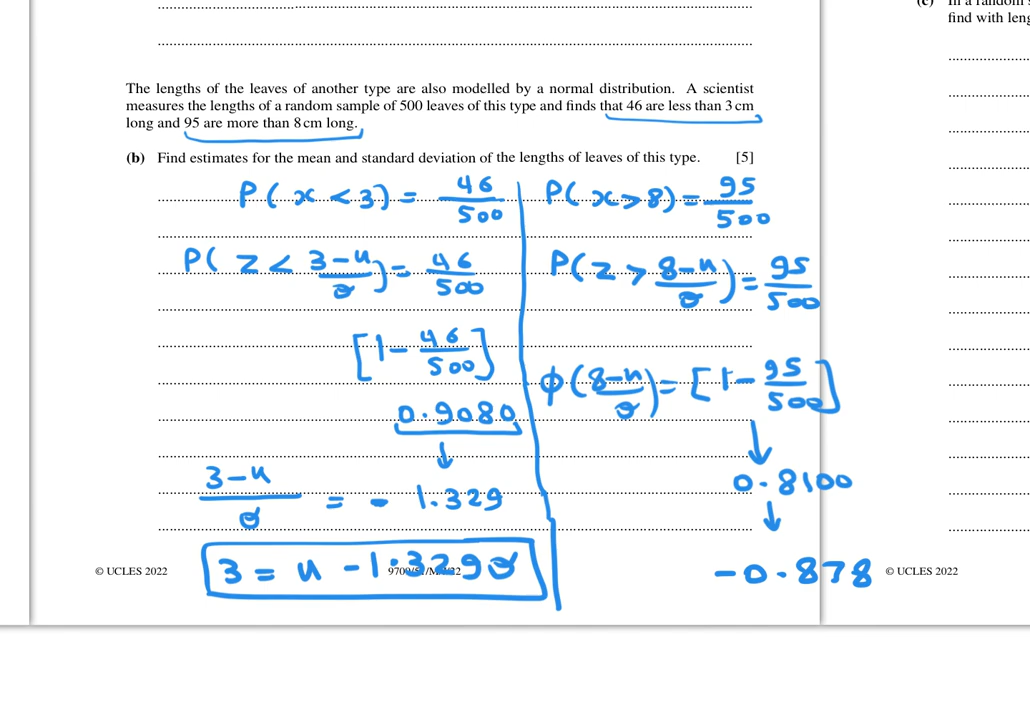 (c) In a random s
find with leng
The lengths of the leaves of another type are also modelled by a normal distribution. A scientist
measures the lengths of a random sample of 500 leaves of this type and finds that 46 are less than 3 cm
long and 95 are more than 8 cm long.
(b) Find estimates for the mean and standard deviation of the lengths of leaves of this type. [5]
P(x<3) = 46/500
P(z < (3-μ)/σ) = 46/500
[1 - 46/500]
0.9080
↓
(3-μ)/σ = -1.329
3 = μ - 1.329σ
P(x>8) = 95/500
P(z > (8-μ)/σ) = 95/500
ϕ((8-μ)/σ) = [1 - 95/500]
↓
0.8100
↓
-0.878
© UCLES 2022
© UCLES 2022